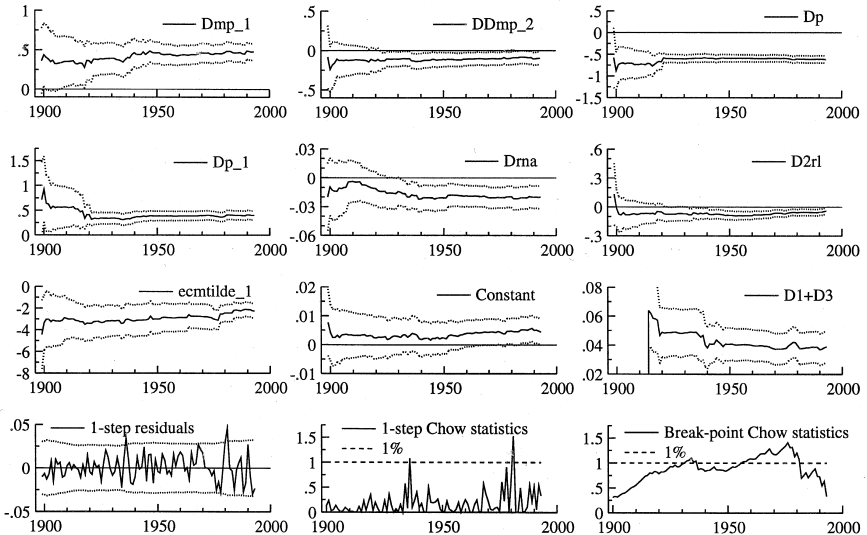 1 Dmp_1
.5
0
1900 1950 2000
.5 DDmp_2
0
-.5
1900 1950 2000
.5 Dp
0
-.5
-1
-1.5
1900 1950 2000
1.5 Dp_1
1
.5
0
1900 1950 2000
.03 Drna
0
-.03
-.06
1900 1950 2000
.6 D2rl
.3
0
-.3
1900 1950 2000
0 ecmtilde_1
-2
-4
-6
-8
1900 1950 2000
.02 Constant
.01
0
-.01
1900 1950 2000
.08 D1+D3
.06
.04
.02
1900 1950 2000
.05 1-step residuals
0
-.05
1900 1950 2000
1-step Chow statistics
1.5 1%
1
.5
0
1900 1950 2000
Break-point Chow statistics
1.5 1%
1
.5
0
1900 1950 2000